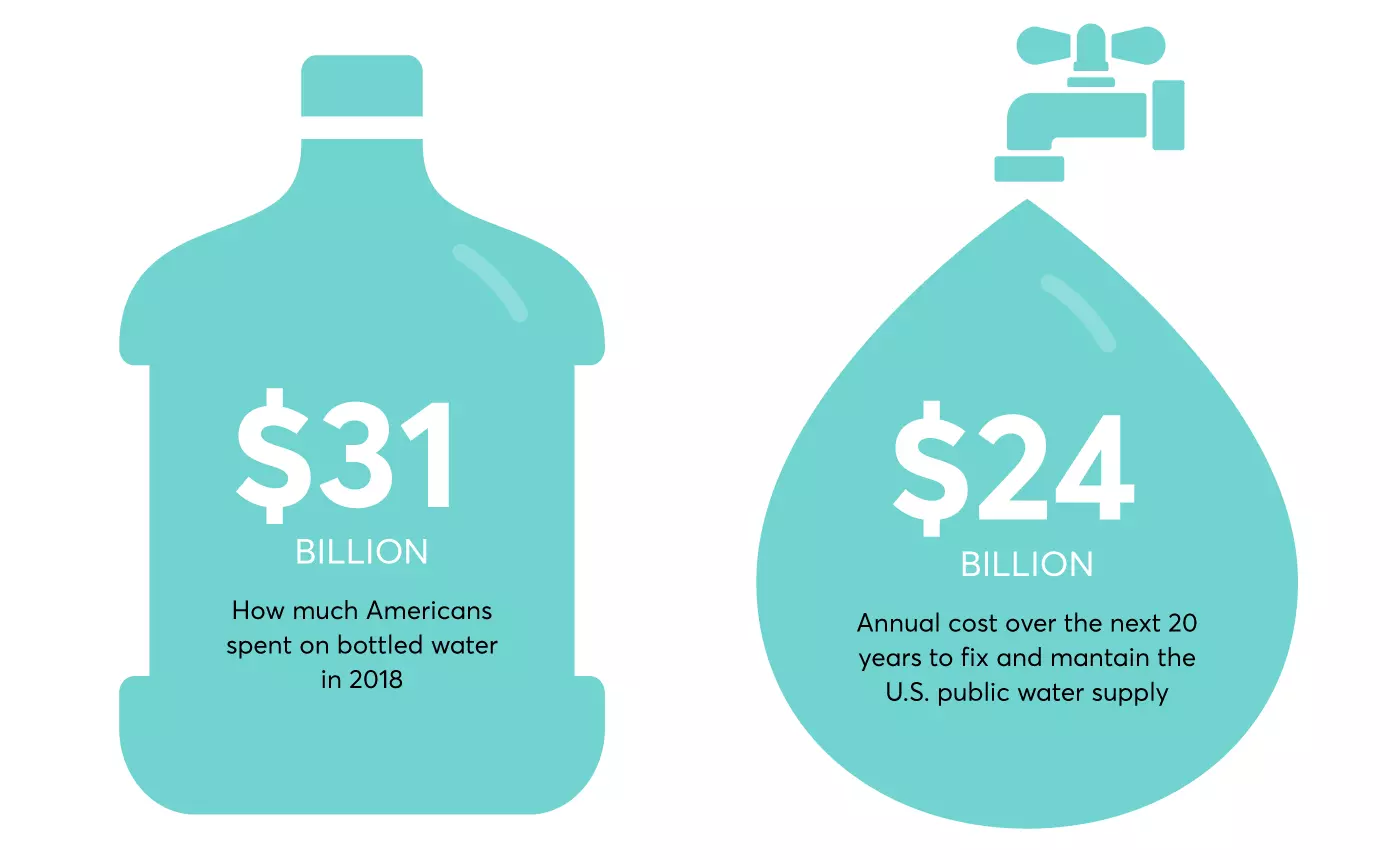 $31
BILLION
How much Americans
spent on bottled water
in 2018
$24
BILLION
Annual cost over the next 20
years to fix and mantain the
U.S. public water supply